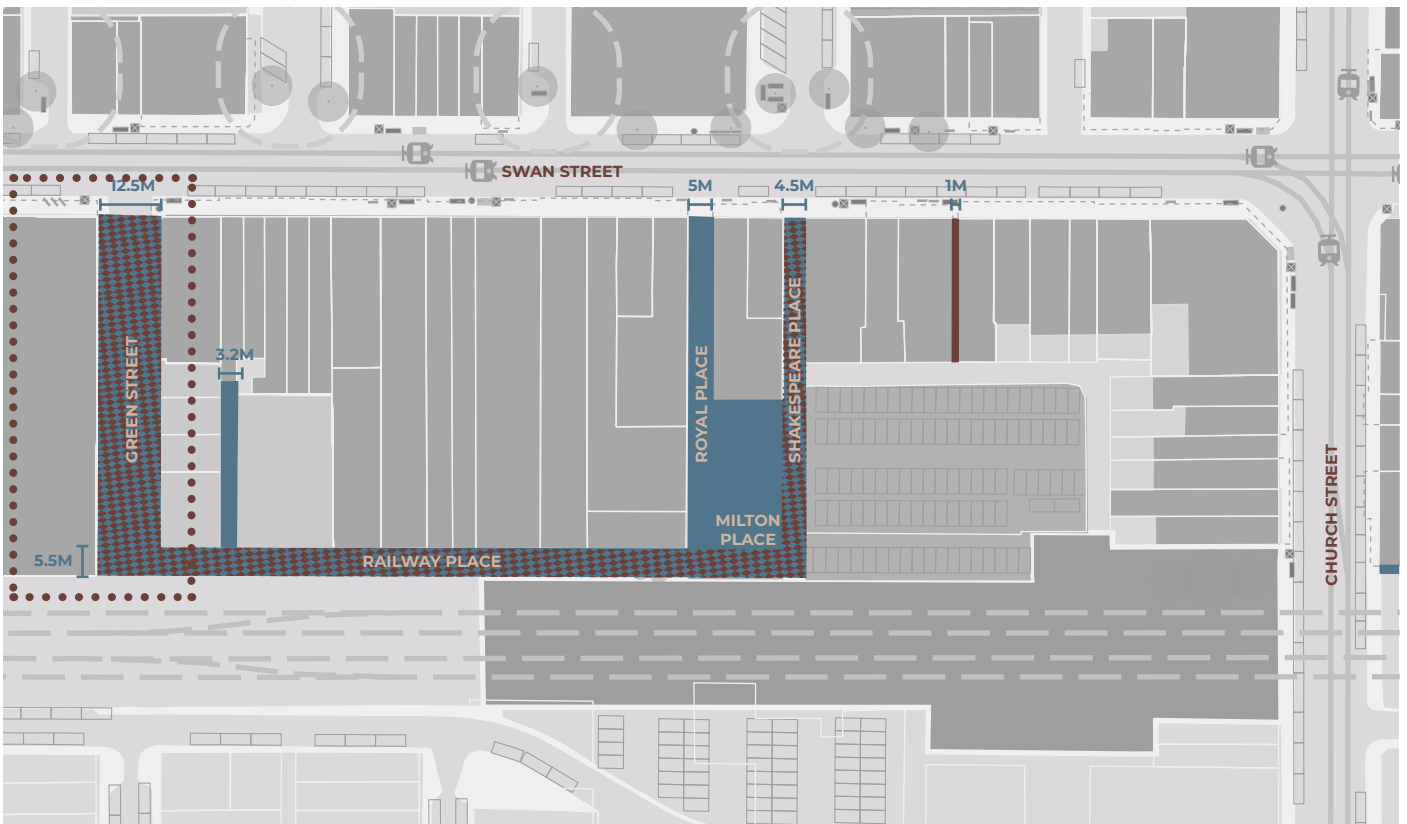 SWAN STREET
12.5M
5M
4.5M
1M
3.2M
GREEN STREET
ROYAL PLACE
SHAKESPEARE PLACE
MILTON
PLACE
CHURCH STREET
5.5M
RAILWAY PLACE